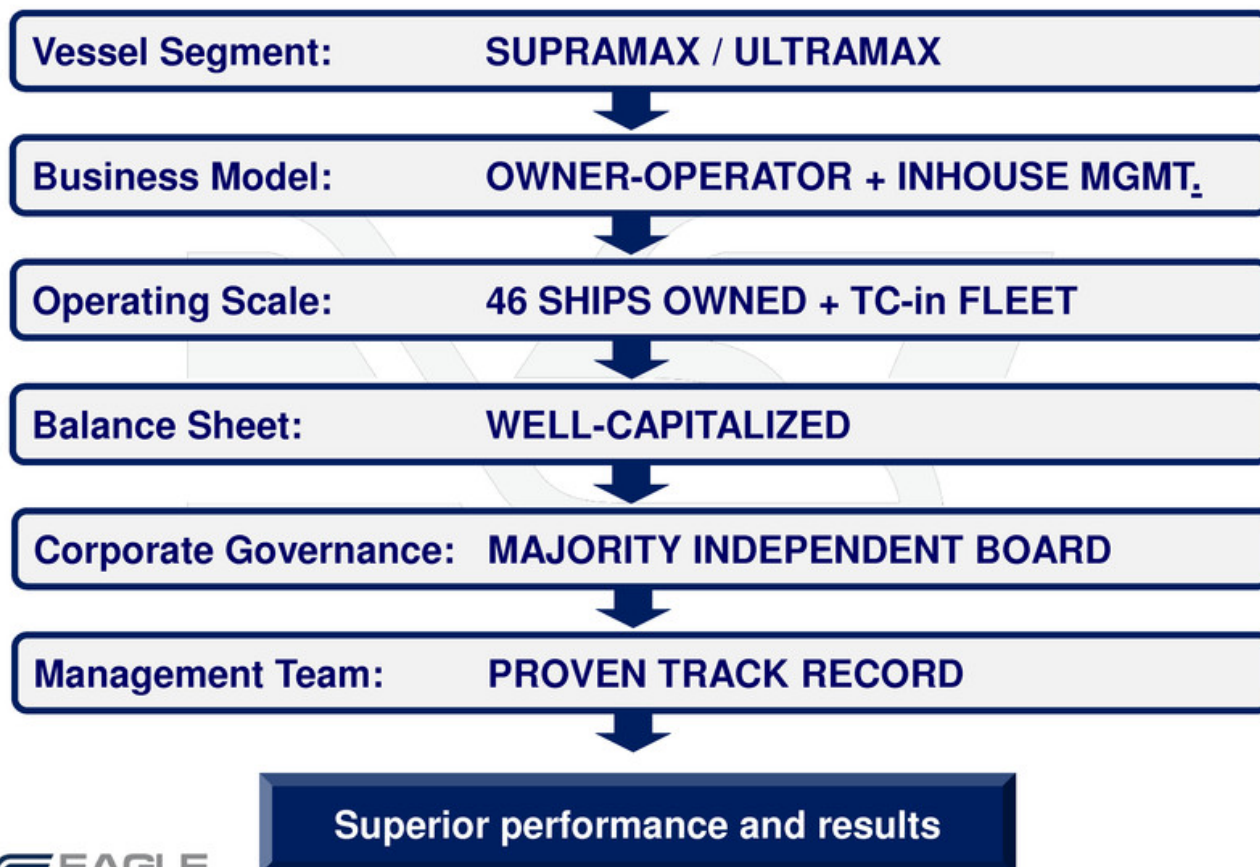 Vessel Segment: SUPRAMAX / ULTRAMAX
Business Model: OWNER-OPERATOR + INHOUSE MGMT.
Operating Scale: 46 SHIPS OWNED + TC-in FLEET
Balance Sheet: WELL-CAPITALIZED
Corporate Governance: MAJORITY INDEPENDENT BOARD
Management Team: PROVEN TRACK RECORD
Superior performance and results
EAGLE